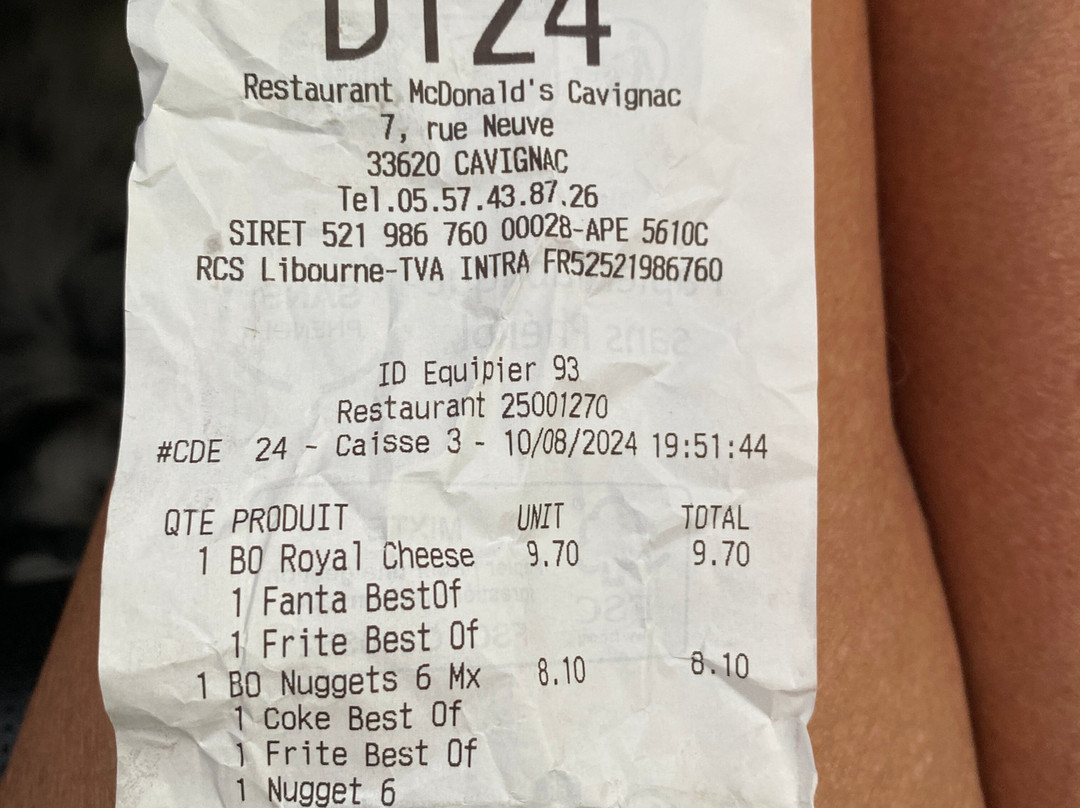 DT24
Restaurant McDonald's Cavignac
7, rue Neuve
33620 CAVIGNAC
Tel.05.57.43.87.26
SIRET 521 986 760 00028-APE 5610C
RCS Libourne-TVA INTRA FR52521986760
ID Equipier 93
Restaurant 25001270
#CDE 24 - Caisse 3 - 10/08/2024 19:51:44
QTE PRODUIT UNIT TOTAL
1 BO Royal Cheese 9.70 9.70
1 Fanta BestOf
1 Frite Best Of
1 BO Nuggets 6 Mx 8.10 8.10
1 Coke Best Of
1 Frite Best Of
1 Nugget 6